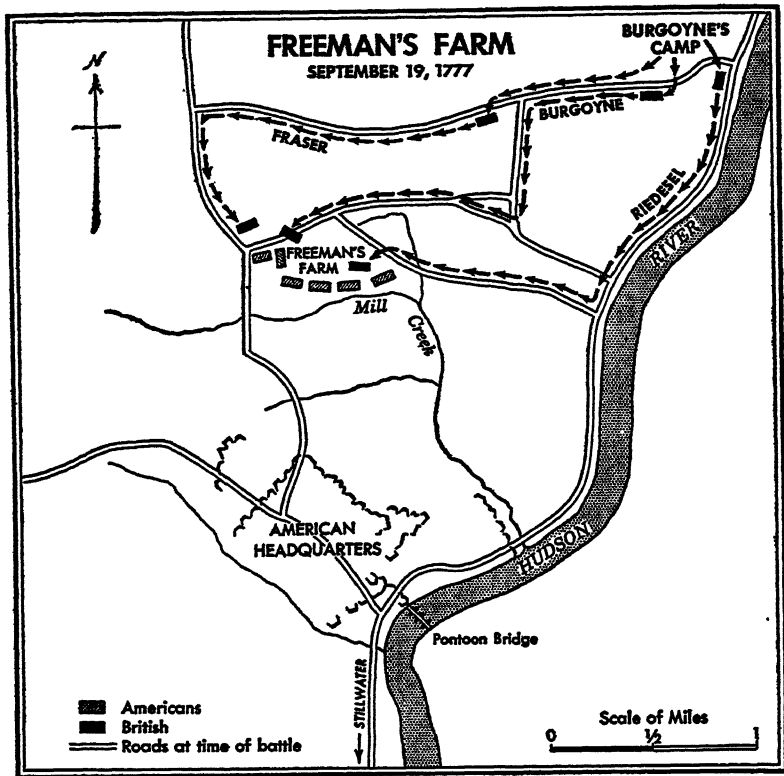 FREEMAN'S FARM
SEPTEMBER 19, 1777
BURGOYNE'S
CAMP
N
BURGOYNE
FRASER
RIEDESEL
RIVER
FREEMAN'S
FARM
Mill
Creek
AMERICAN
HEADQUARTERS
HUDSON
Pontoon Bridge
STILLWATER
Americans
British
Roads at time of battle
Scale of Miles
0 ½ 1